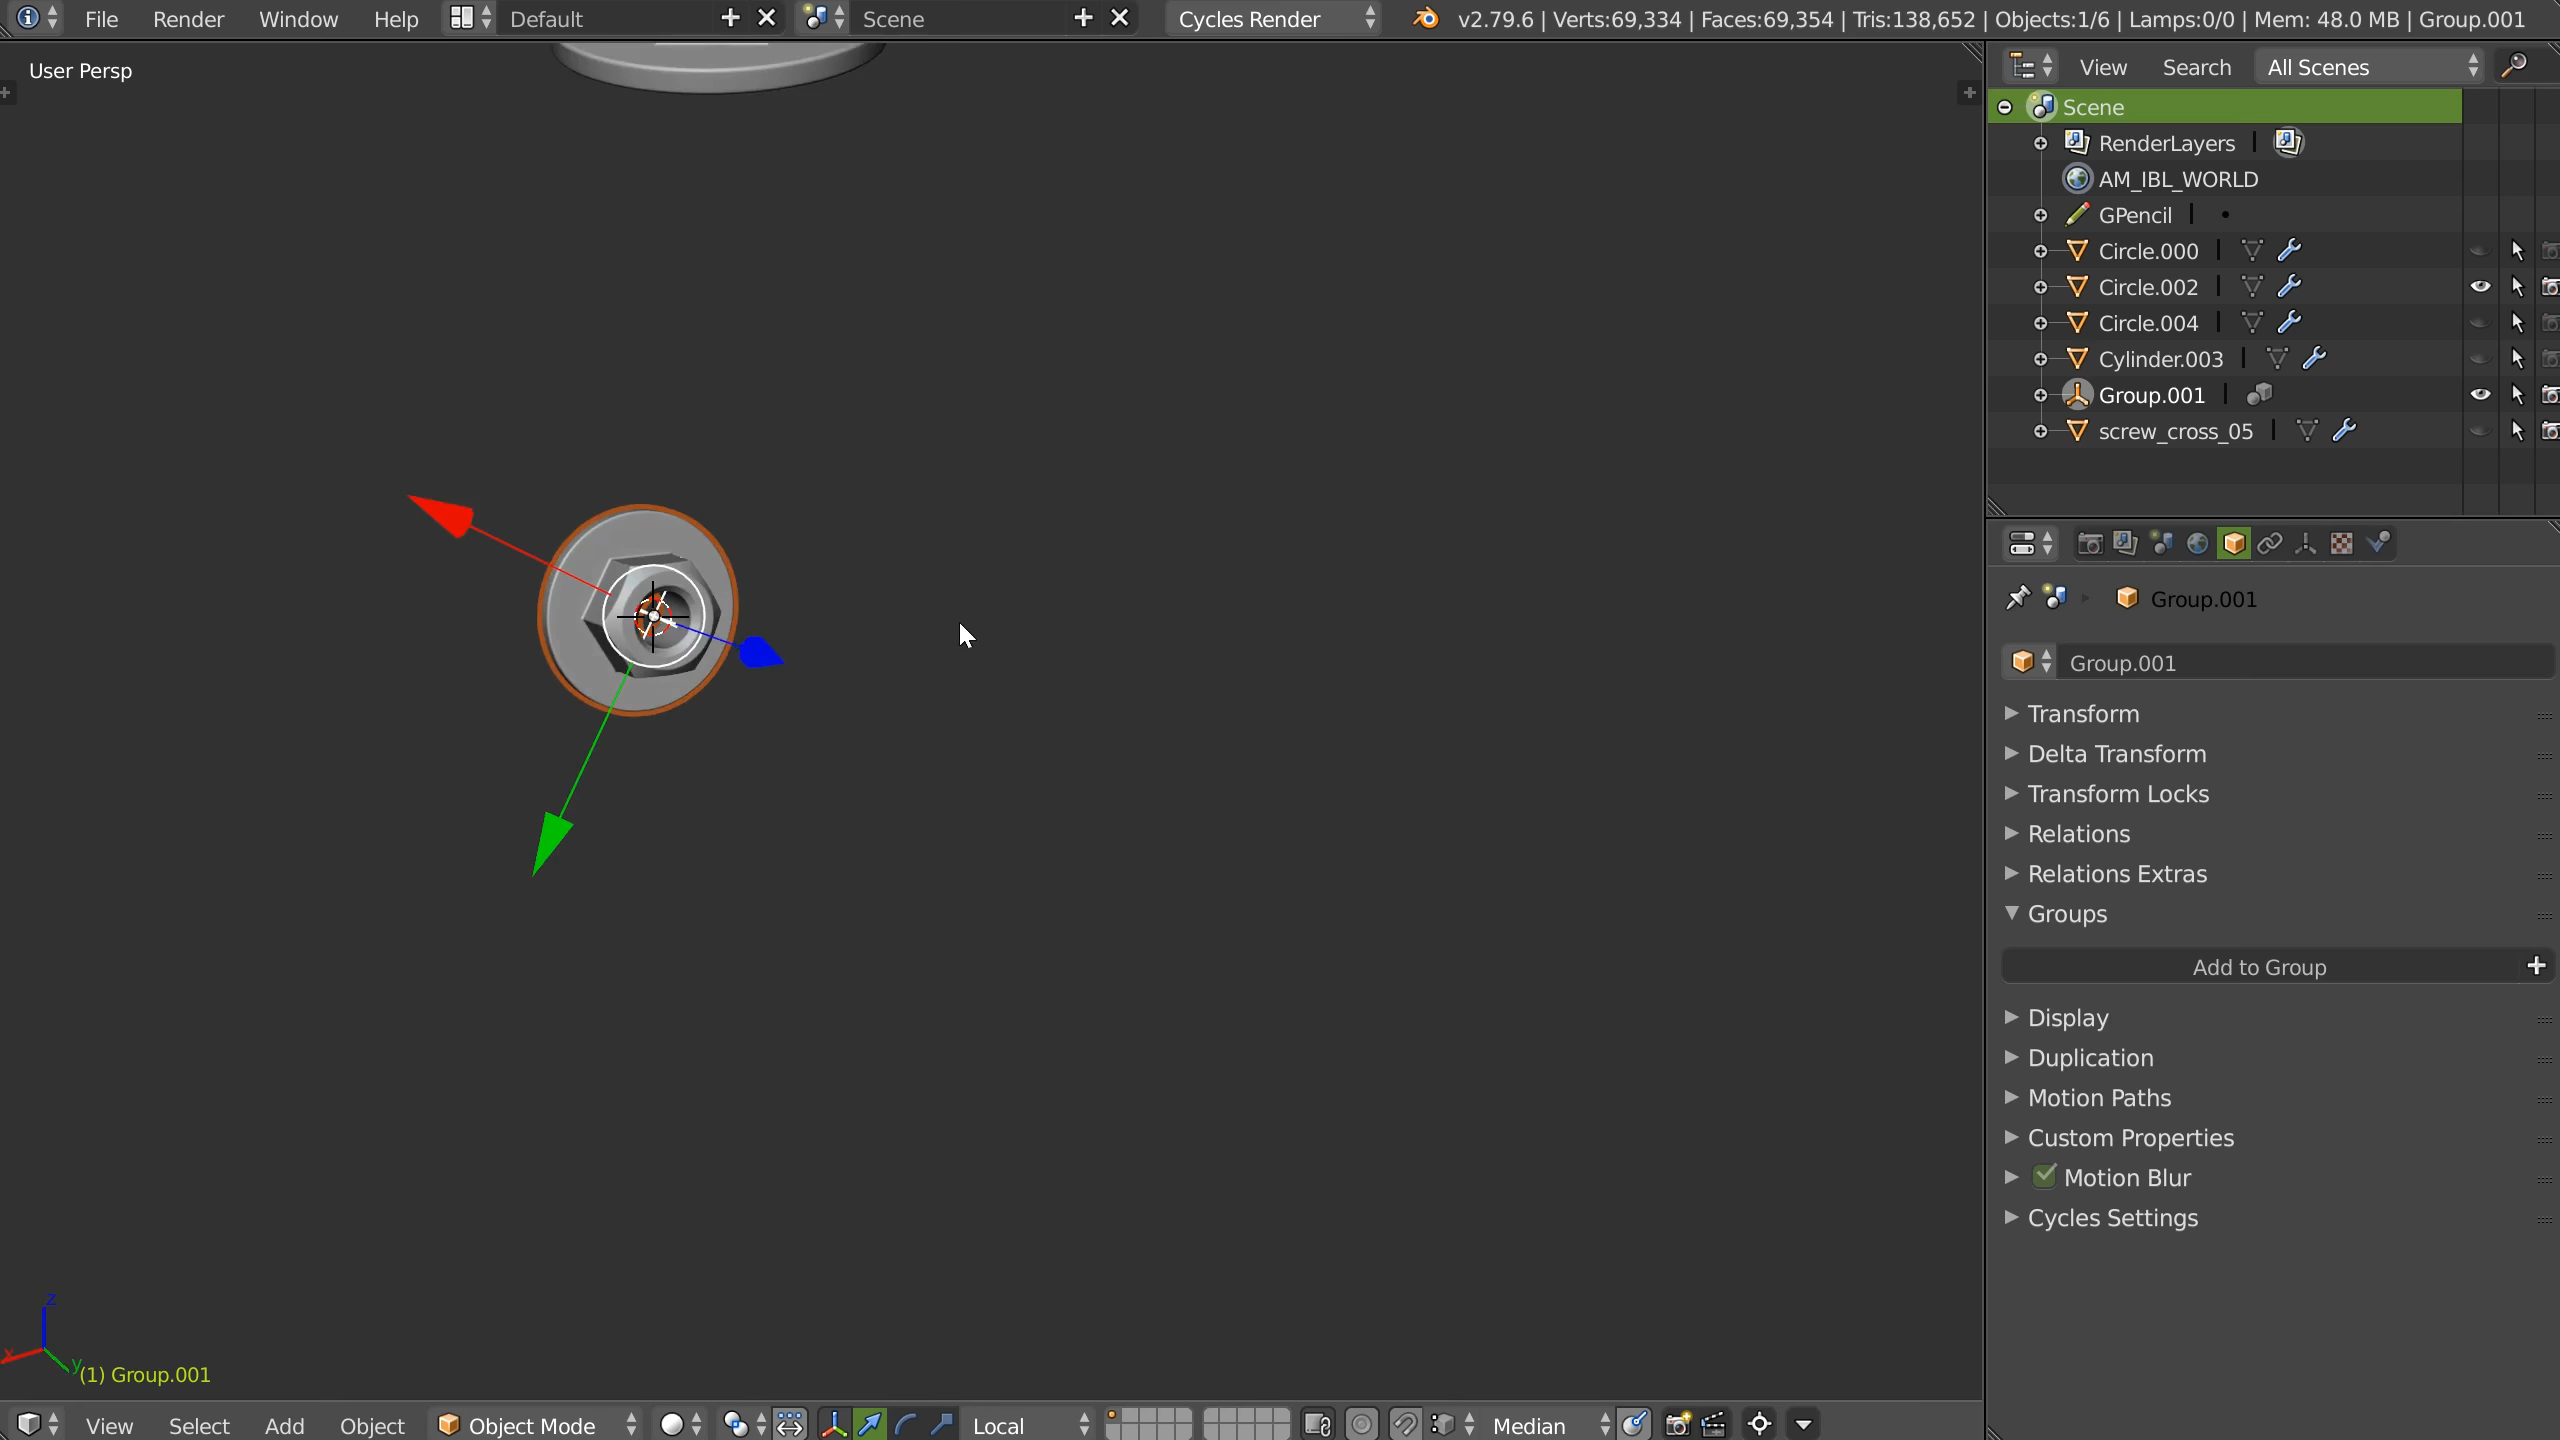 File Render Window Help Default Scene Cycles Render v2.79.6 | Verts:69,334 | Faces:69,354 | Tris:138,652 | Objects:1/6 | Lamps:0/0 | Mem: 48.0 MB | Group.001
User Persp
View Search All Scenes
Scene
RenderLayers
AM_IBL_WORLD
GPencil
Circle.000
Circle.002
Circle.004
Cylinder.003
Group.001
screw_cross_05
Group.001
Group.001
Transform
Delta Transform
Transform Locks
Relations
Relations Extras
Groups
Add to Group
Display
Duplication
Motion Paths
Custom Properties
Motion Blur
Cycles Settings
z
x
y
(1) Group.001
View Select Add Object Object Mode Local Median